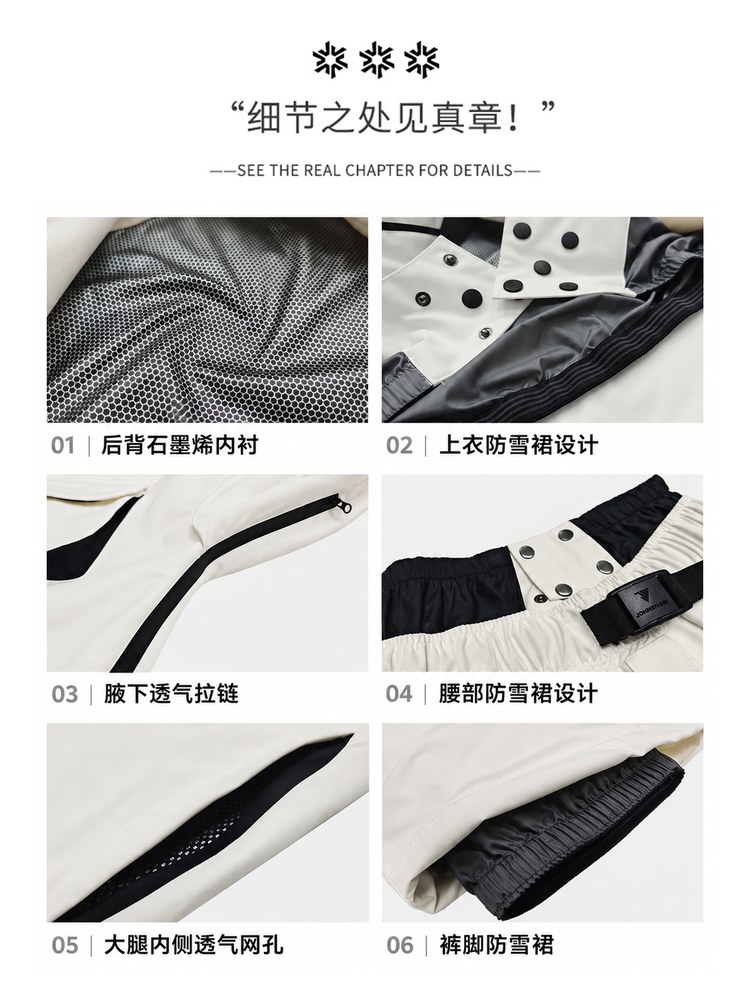 “细节之处见真章！”
——SEE THE REAL CHAPTER FOR DETAILS——
01 | 后背石墨烯内衬
02 | 上衣防雪裙设计
03 | 腋下透气拉链
JOHNSNOW
04 | 腰部防雪裙设计
05 | 大腿内侧透气网孔
06 | 裤脚防雪裙